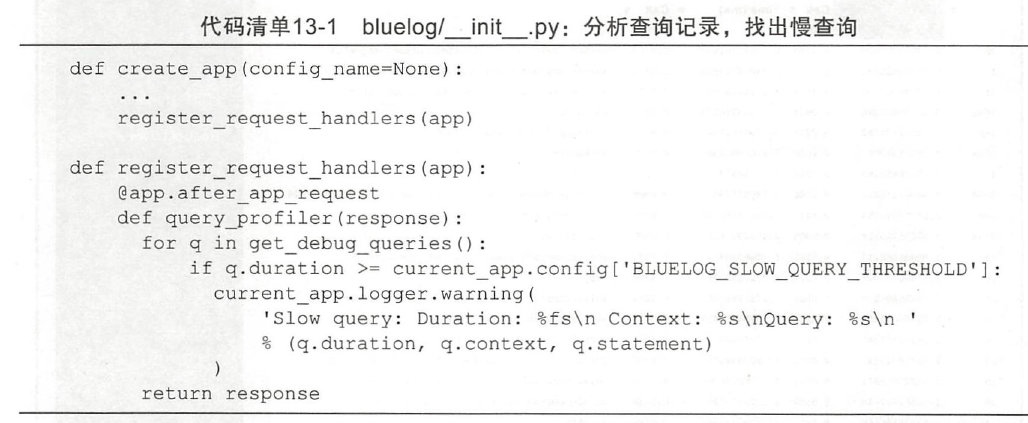 代码清单13-1 bluelog/__init__.py：分析查询记录，找出慢查询
def create_app(config_name=None):
    ...
    register_request_handlers(app)

def register_request_handlers(app):
    @app.after_app_request
    def query_profiler(response):
      for q in get_debug_queries():
          if q.duration >= current_app.config['BLUELOG_SLOW_QUERY_THRESHOLD']:
            current_app.logger.warning(
                'Slow query: Duration: %fs\n Context: %s\nQuery: %s\n '
                % (q.duration, q.context, q.statement)
            )
      return response